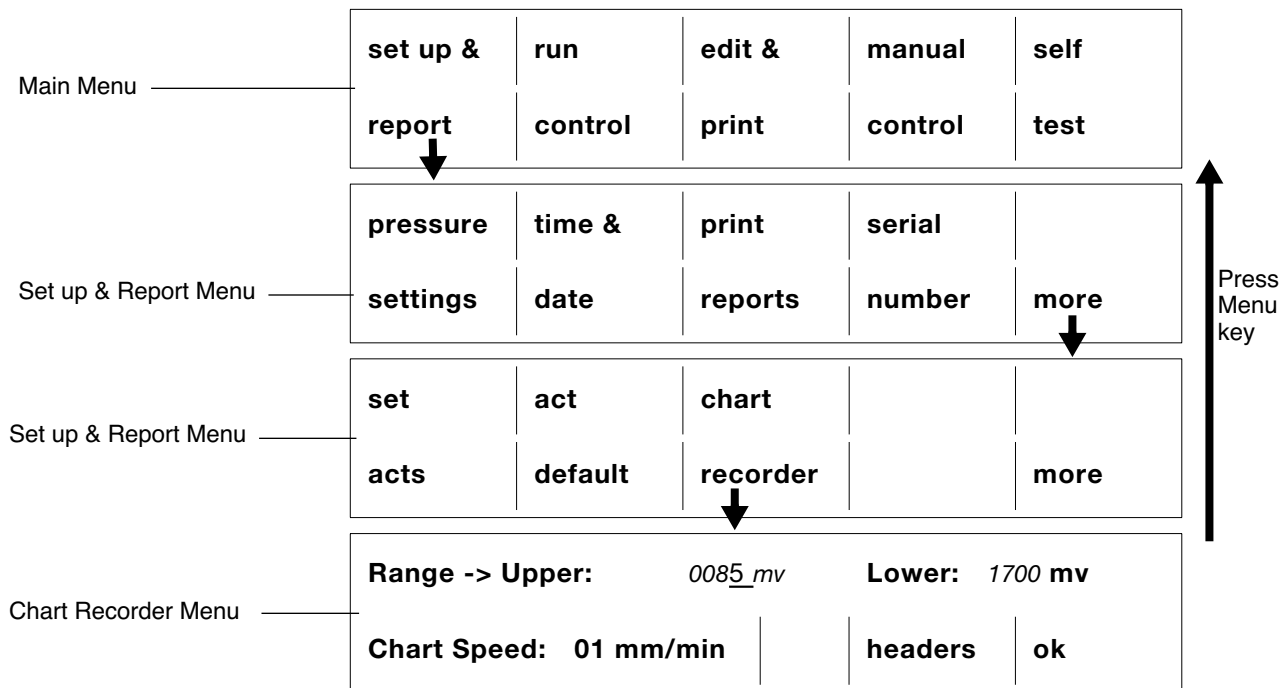 Main Menu
set up & run edit & manual self
report control print control test
Set up & Report Menu
pressure time & print serial
settings date reports number more
Press
Menu
key
Set up & Report Menu
set act chart
acts default recorder more
Chart Recorder Menu
Range -> Upper: 0085 mv Lower: 1700 mv
Chart Speed: 01 mm/min headers ok